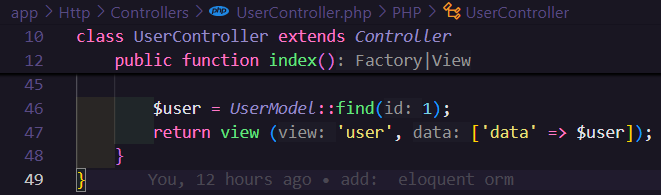 app > Http > Controllers > UserController.php > PHP > UserController
10 class UserController extends Controller
12 public function index(): Factory|View
45
46 $user = UserModel::find(id: 1);
47 return view (view: 'user', data: ['data' => $user]);
48 }
49 } You, 12 hours ago • add: eloquent orm